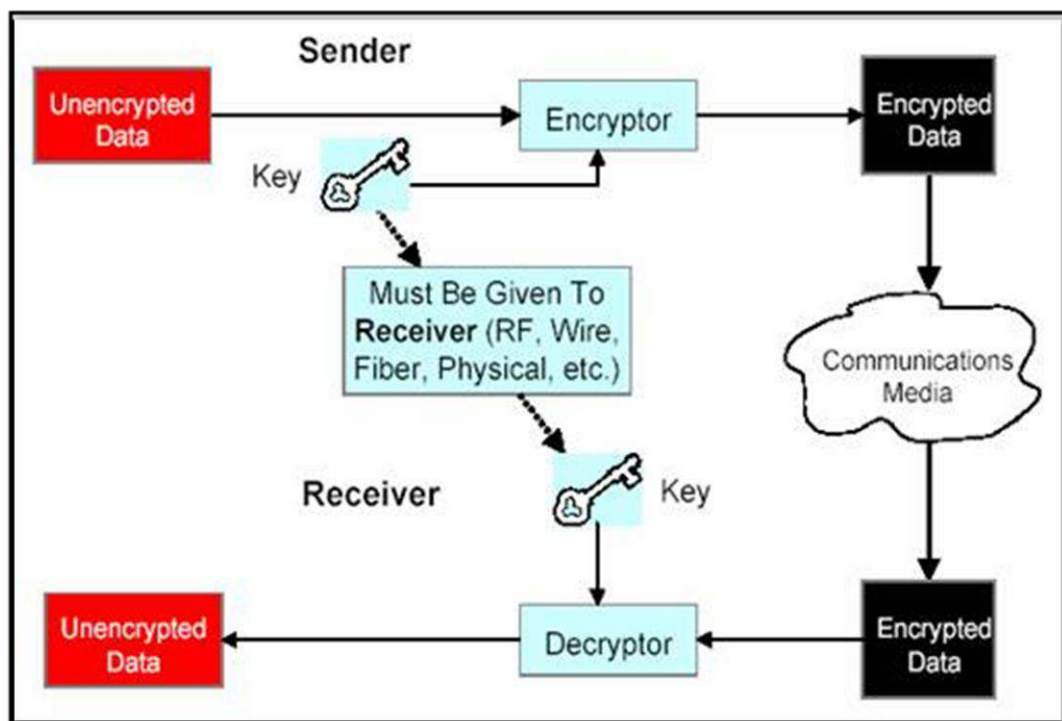 Sender
Unencrypted
Data
Encryptor
Encrypted
Data
Key
Must Be Given To
Receiver (RF, Wire,
Fiber, Physical, etc.)
Communications
Media
Receiver
Key
Unencrypted
Data
Decryptor
Encrypted
Data